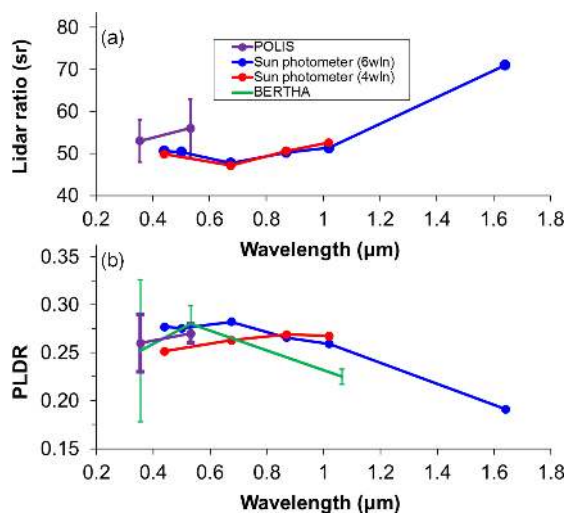 (a)
POLIS
Sun photometer (6wln)
Sun photometer (4wln)
BERTHA
Lidar ratio (sr)
80
70
60
50
40
0.2 0.4 0.6 0.8 1 1.2 1.4 1.6 1.8
Wavelength (µm)
(b)
PLDR
0.35
0.30
0.25
0.20
0.15
0.2 0.4 0.6 0.8 1 1.2 1.4 1.6 1.8
Wavelength (µm)